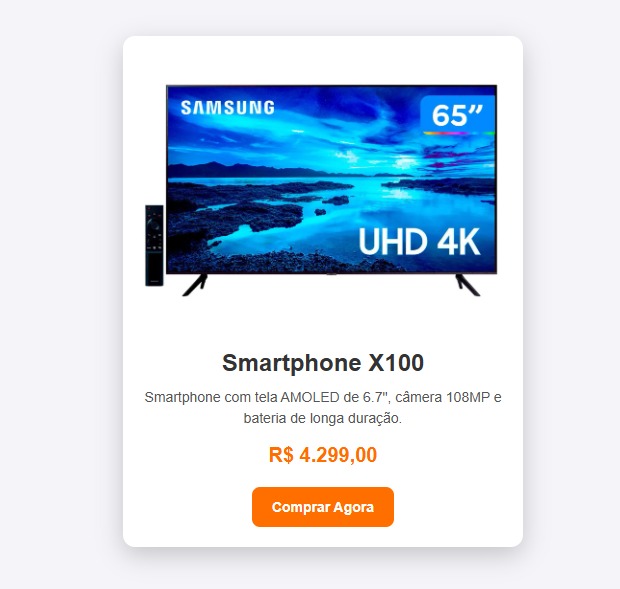 SAMSUNG
65”
UHD 4K
Smartphone X100
Smartphone com tela AMOLED de 6.7", câmera 108MP e
bateria de longa duração.
R$ 4.299,00
Comprar Agora